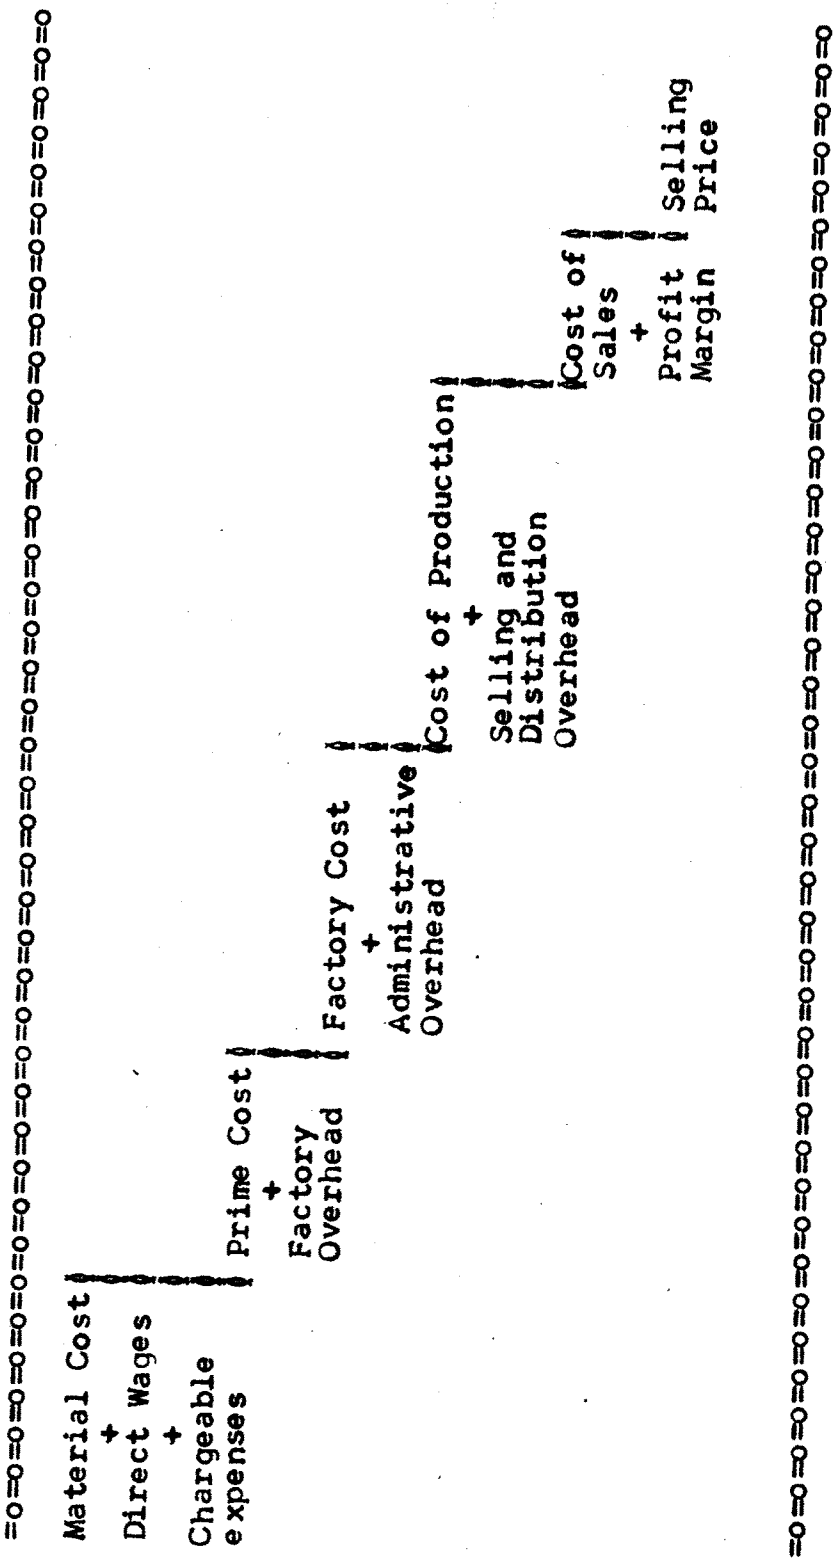 Material Cost
+
Direct Wages
+
Chargeable
expenses
Prime Cost
+
Factory
Overhead
Factory Cost
+
Administrative
Overhead
Cost of Production
+
Selling and
Distribution
Overhead
Cost of
Sales
+
Profit
Margin
Selling
Price